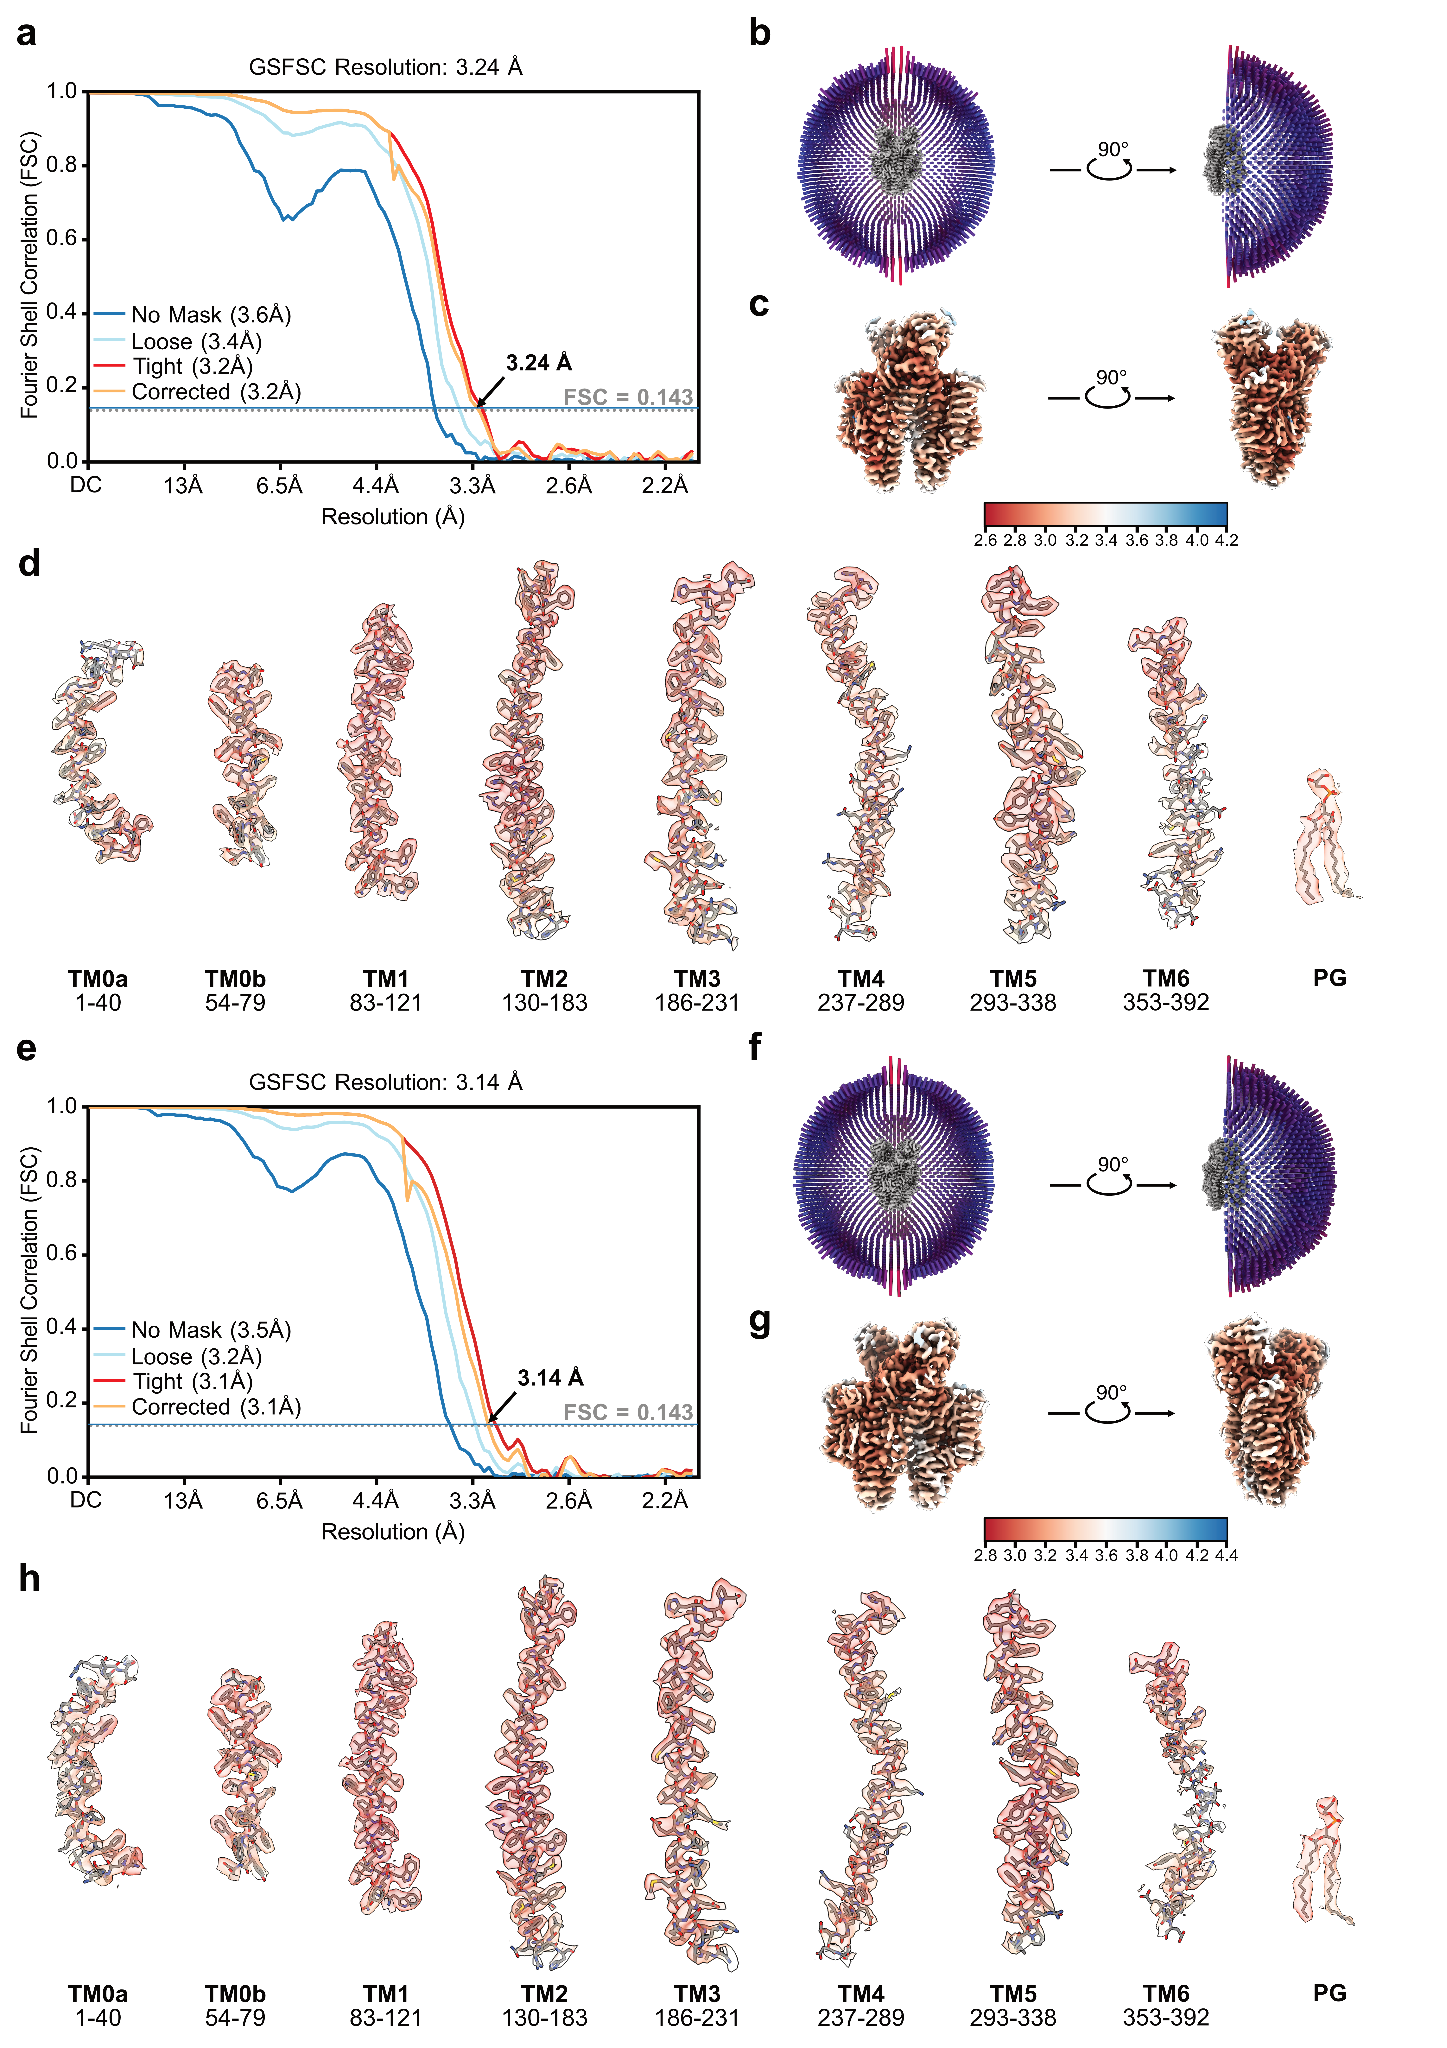 a
GSFSC Resolution: 3.24 Å
1.0
0.8
0.6
0.4
0.2
0.0
Fourier Shell Correlation (FSC)
No Mask (3.6Å)
Loose (3.4Å)
Tight (3.2Å)
Corrected (3.2Å)
3.24 Å
FSC = 0.143
DC 13Å 6.5Å 4.4Å 3.3Å 2.6Å 2.2Å
Resolution (Å)
b
90°
c
90°
2.6 2.8 3.0 3.2 3.4 3.6 3.8 4.0 4.2
d
TM0a TM0b TM1 TM2 TM3 TM4 TM5 TM6 PG
1-40 54-79 83-121 130-183 186-231 237-289 293-338 353-392
e
GSFSC Resolution: 3.14 Å
1.0
0.8
0.6
0.4
0.2
0.0
Fourier Shell Correlation (FSC)
No Mask (3.5Å)
Loose (3.2Å)
Tight (3.1Å)
Corrected (3.1Å)
3.14 Å
FSC = 0.143
DC 13Å 6.5Å 4.4Å 3.3Å 2.6Å 2.2Å
Resolution (Å)
f
90°
g
90°
2.8 3.0 3.2 3.4 3.6 3.8 4.0 4.2 4.4
h
TM0a TM0b TM1 TM2 TM3 TM4 TM5 TM6 PG
1-40 54-79 83-121 130-183 186-231 237-289 293-338 353-392